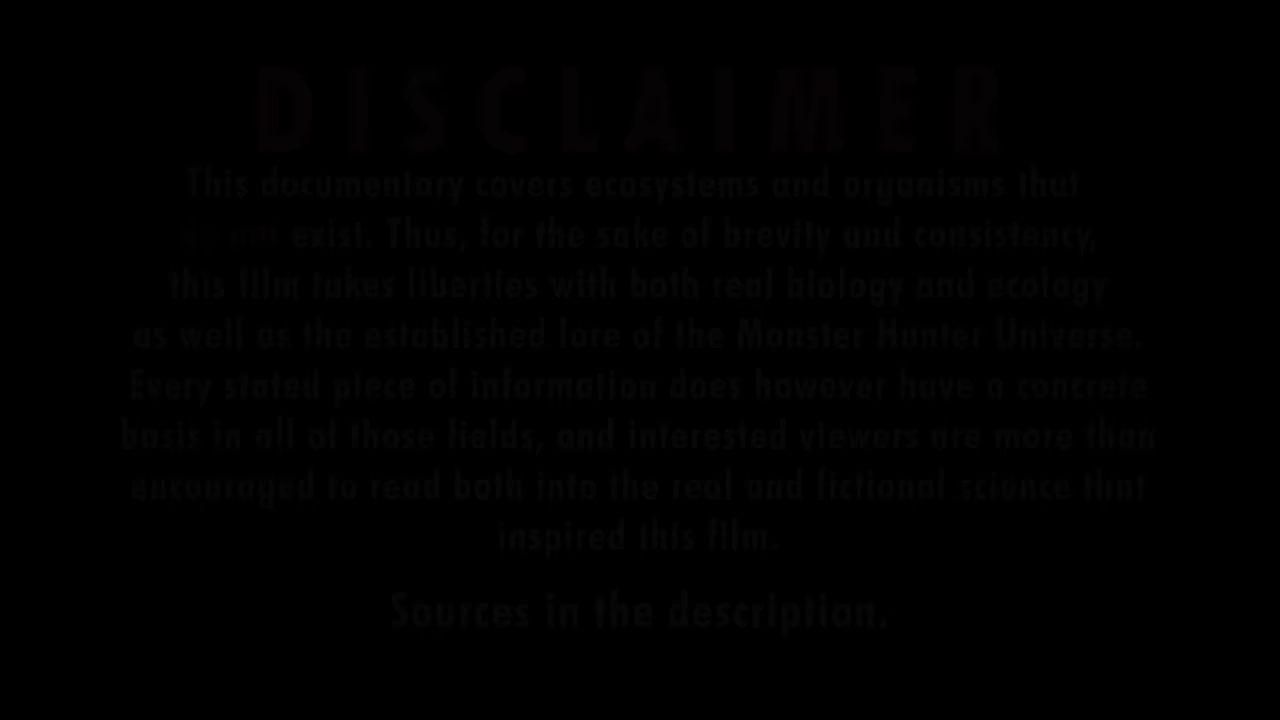 DISCLAIMER
This documentary covers ecosystems and organisms that
do not exist. Thus, for the sake of brevity and consistency,
this film takes liberties with both real biology and ecology
as well as the established lore of the Monster Hunter Universe.
Every stated piece of information does however have a concrete
basis in all of those fields, and interested viewers are more than
encouraged to read both into the real and fictional science that
inspired this film.
Sources in the description.